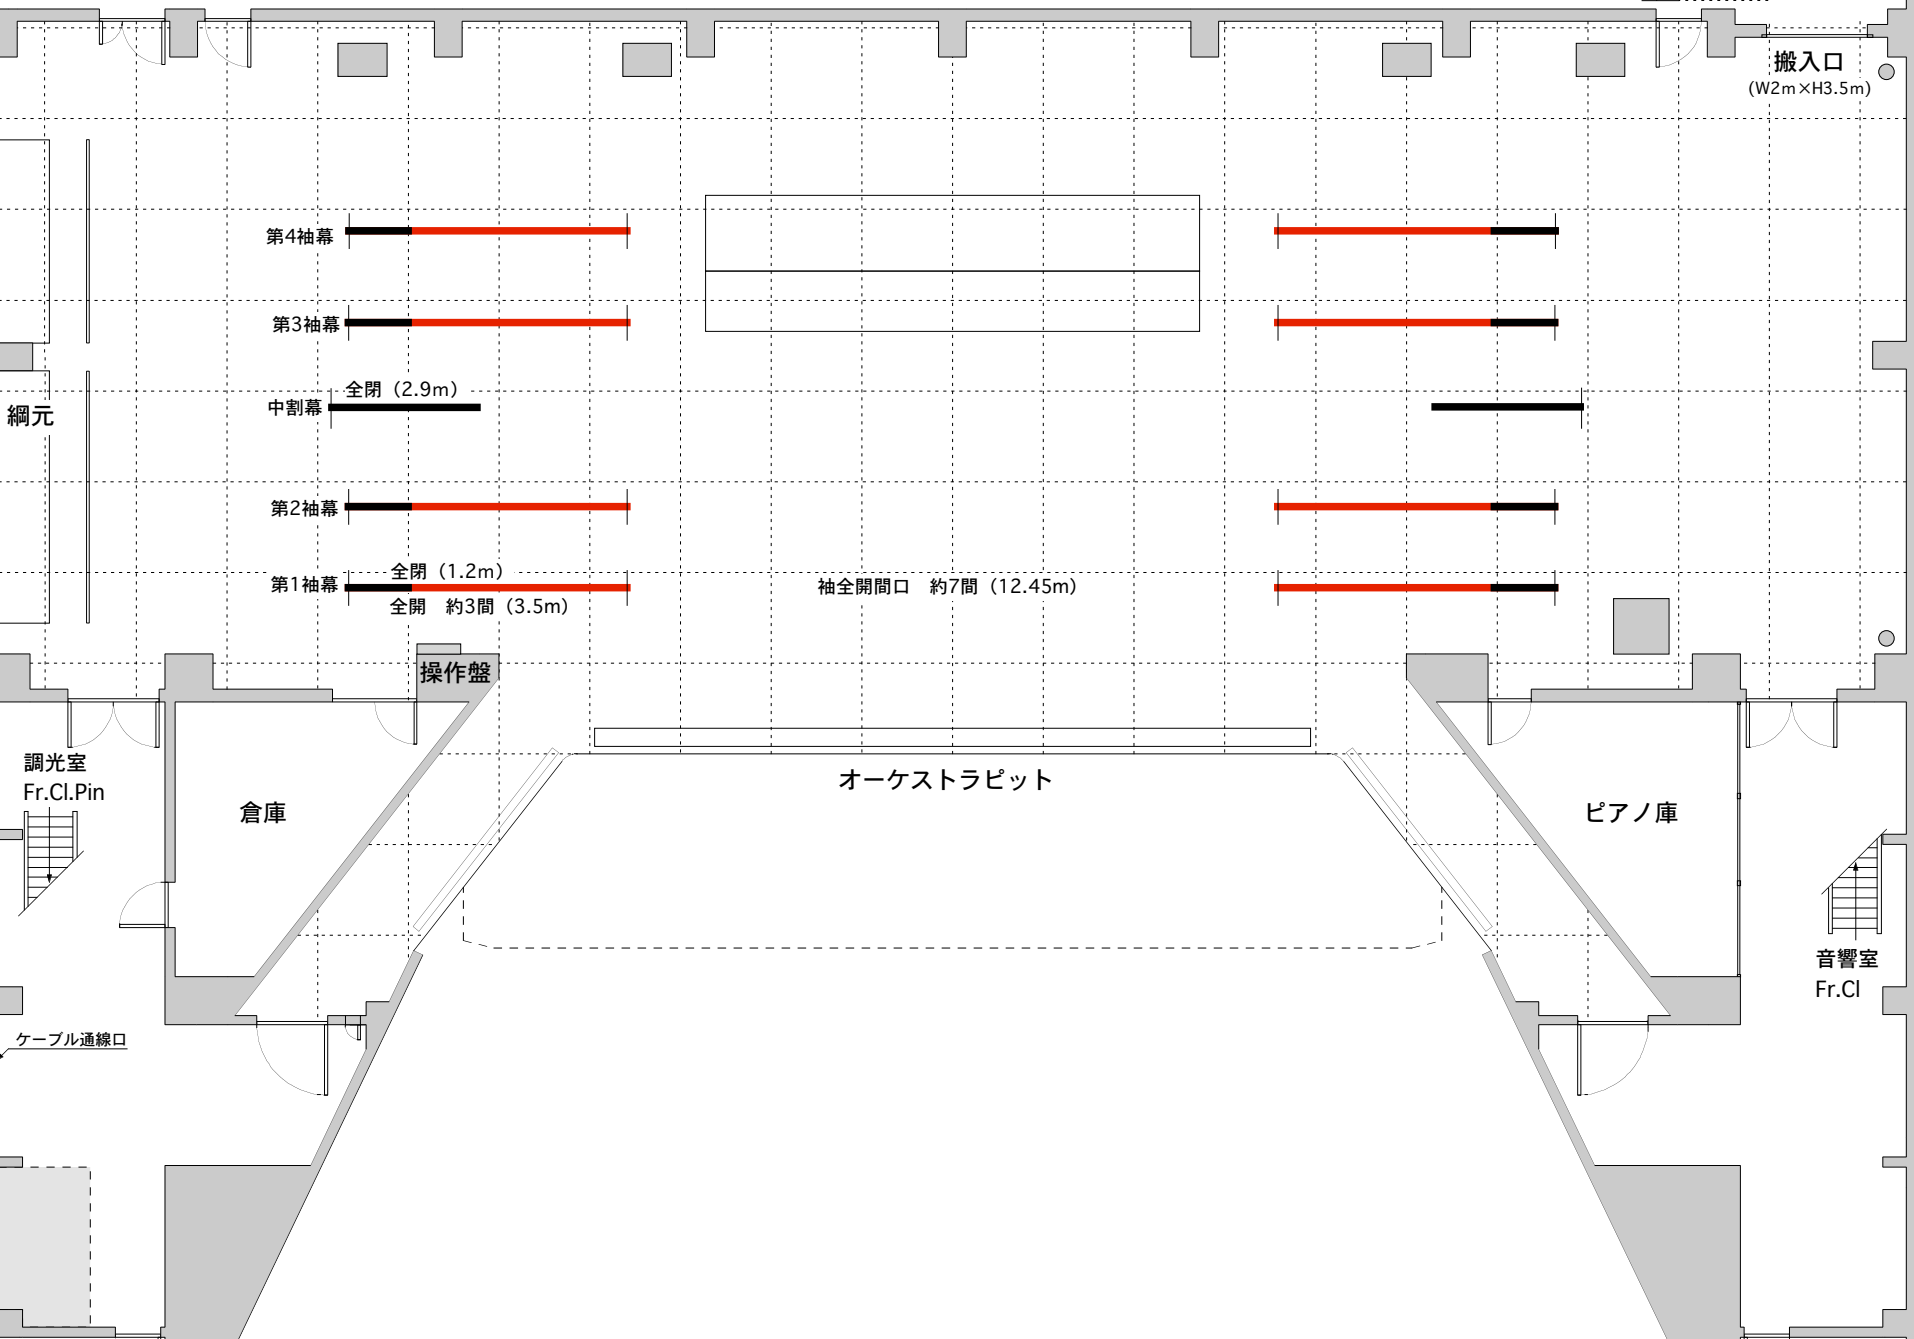 搬入口
(W2m×H3.5m)
第4袖幕
第3袖幕
全閉（2.9m）
中割幕
綱元
第2袖幕
全閉（1.2m）
第1袖幕
袖全開間口　約7間（12.45m）
全開　約3間（3.5m）
操作盤
調光室
Fr.Cl.Pin
オーケストラピット
倉庫
ピアノ庫
音響室
Fr.Cl
ケーブル通線口